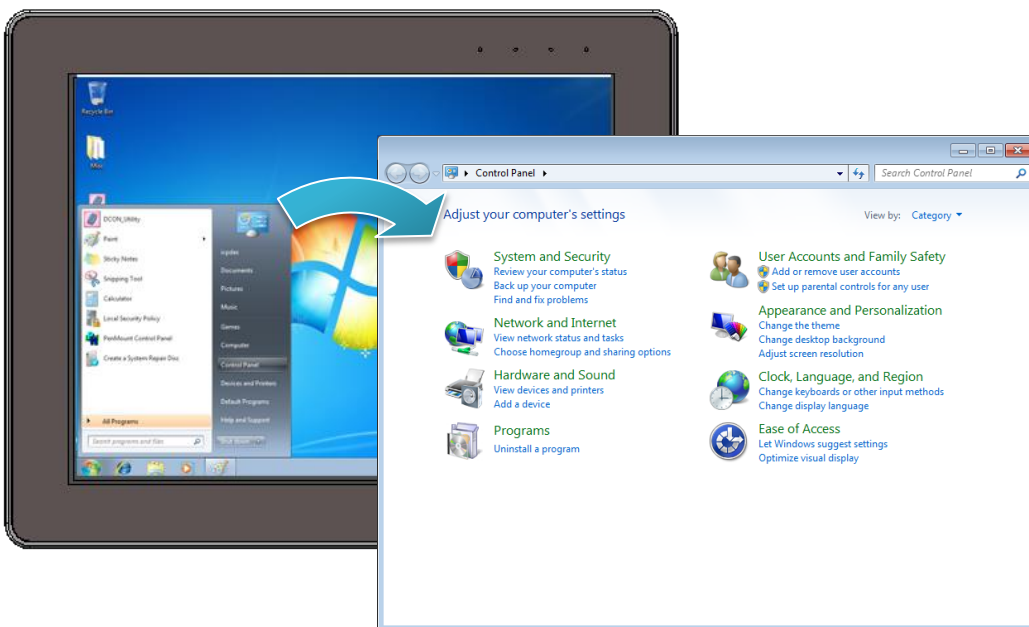 Recycle Bin
Misc
DCON_Utility
Paint
Sticky Notes
Snipping Tool
Calculator
Local Security Policy
PenMount Control Panel
Create a System Repair Disc
All Programs
Search programs and files
icpdas
Documents
Pictures
Music
Games
Computer
Control Panel
Devices and Printers
Default Programs
Help and Support
Shut down
Control Panel
Search Control Panel
Adjust your computer's settings
View by: Category
System and Security
Review your computer's status
Back up your computer
Find and fix problems
Network and Internet
View network status and tasks
Choose homegroup and sharing options
Hardware and Sound
View devices and printers
Add a device
Programs
Uninstall a program
User Accounts and Family Safety
Add or remove user accounts
Set up parental controls for any user
Appearance and Personalization
Change the theme
Change desktop background
Adjust screen resolution
Clock, Language, and Region
Change keyboards or other input methods
Change display language
Ease of Access
Let Windows suggest settings
Optimize visual display